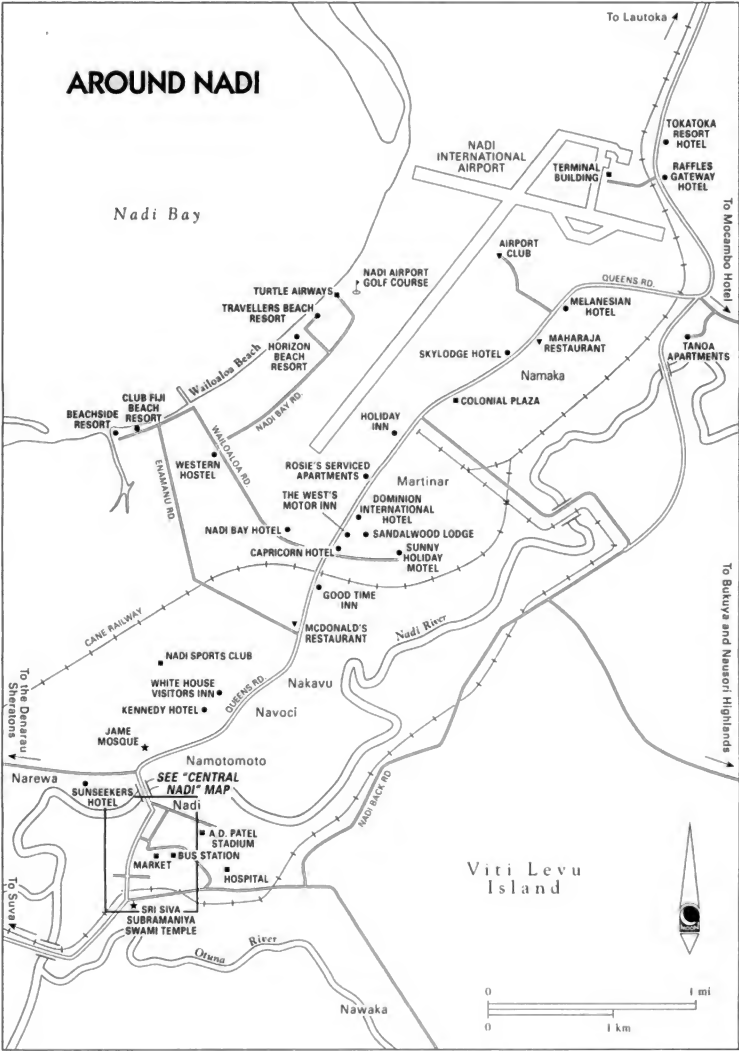 To Lautoka
AROUND NADI
TOKATOKA
RESORT
HOTEL
NADI
INTERNATIONAL
AIRPORT
TERMINAL
BUILDING
RAFFLES
GATEWAY
HOTEL
To Mocambo Hotel
Nadi Bay
AIRPORT
CLUB
NADI AIRPORT
GOLF COURSE
QUEENS RD.
TURTLE AIRWAYS
TRAVELLERS BEACH
RESORT
MELANESIAN
HOTEL
HORIZON
BEACH
RESORT
Wailoaloa Beach
MAHARAJA
RESTAURANT
SKYLODGE HOTEL
TANOA
APARTMENTS
Namaka
CLUB FIJI
BEACH
RESORT
BEACHSIDE
RESORT
NADI BAY RD.
COLONIAL PLAZA
HOLIDAY
INN
WAILOALOA RD.
ENAMANU RD.
WESTERN
HOSTEL
ROSIE'S SERVICED
APARTMENTS
Martinar
THE WEST'S
MOTOR INN
DOMINION
INTERNATIONAL
HOTEL
NADI BAY HOTEL
SANDALWOOD LODGE
CAPRICORN HOTEL
SUNNY
HOLIDAY
MOTEL
GOOD TIME
INN
CANE RAILWAY
MCDONALD'S
RESTAURANT
Nadi River
To Bukuya and Nausori Highlands
NADI SPORTS CLUB
To the Denarau
Sheratons
WHITE HOUSE
VISITORS INN
QUEENS RD.
Nakavu
KENNEDY HOTEL
Navoci
JAME
MOSQUE
Namotomoto
Narewa
SEE "CENTRAL
NADI" MAP
SUNSEEKERS
HOTEL
Nadi
NADI BACK RD
A.D. PATEL
STADIUM
MARKET
BUS STATION
HOSPITAL
Viti Levu
Island
To Suva
SRI SIVA
SUBRAMANIYA
SWAMI TEMPLE
Otuna River
MOON
Nawaka
0 1 mi
0 1 km